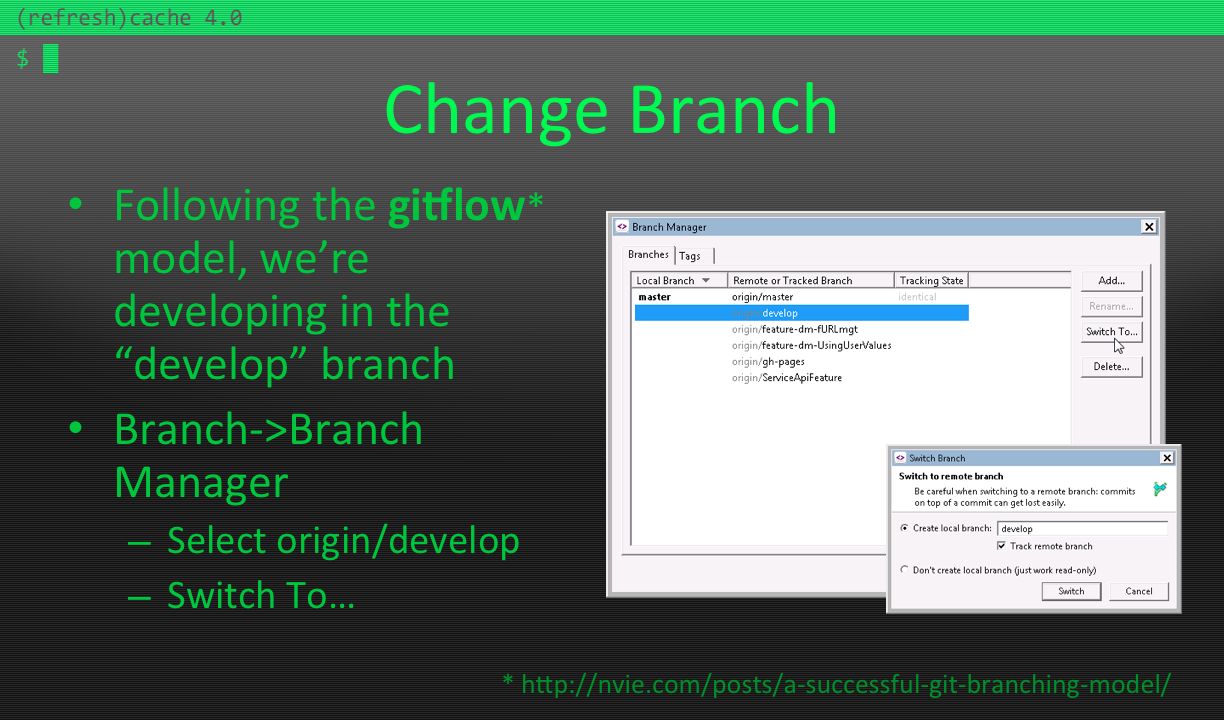 (refresh)cache 4.0
$
Change Branch
• Following the gitflow*
model, we’re
developing in the
“develop” branch
• Branch->Branch
Manager
– Select origin/develop
– Switch To…
Branch Manager
Branches Tags
Local Branch Remote or Tracked Branch Tracking State
master origin/master identical
origin/develop
origin/feature-dm-fURLmgt
origin/feature-dm-UsingUserValues
origin/gh-pages
origin/ServiceApiFeature
Add...
Rename...
Switch To...
Delete...
Switch Branch
Switch to remote branch
Be careful when switching to a remote branch: commits
on top of a commit can get lost easily.
Create local branch: develop
Track remote branch
Don't create local branch (just work read-only)
Switch Cancel
* http://nvie.com/posts/a-successful-git-branching-model/